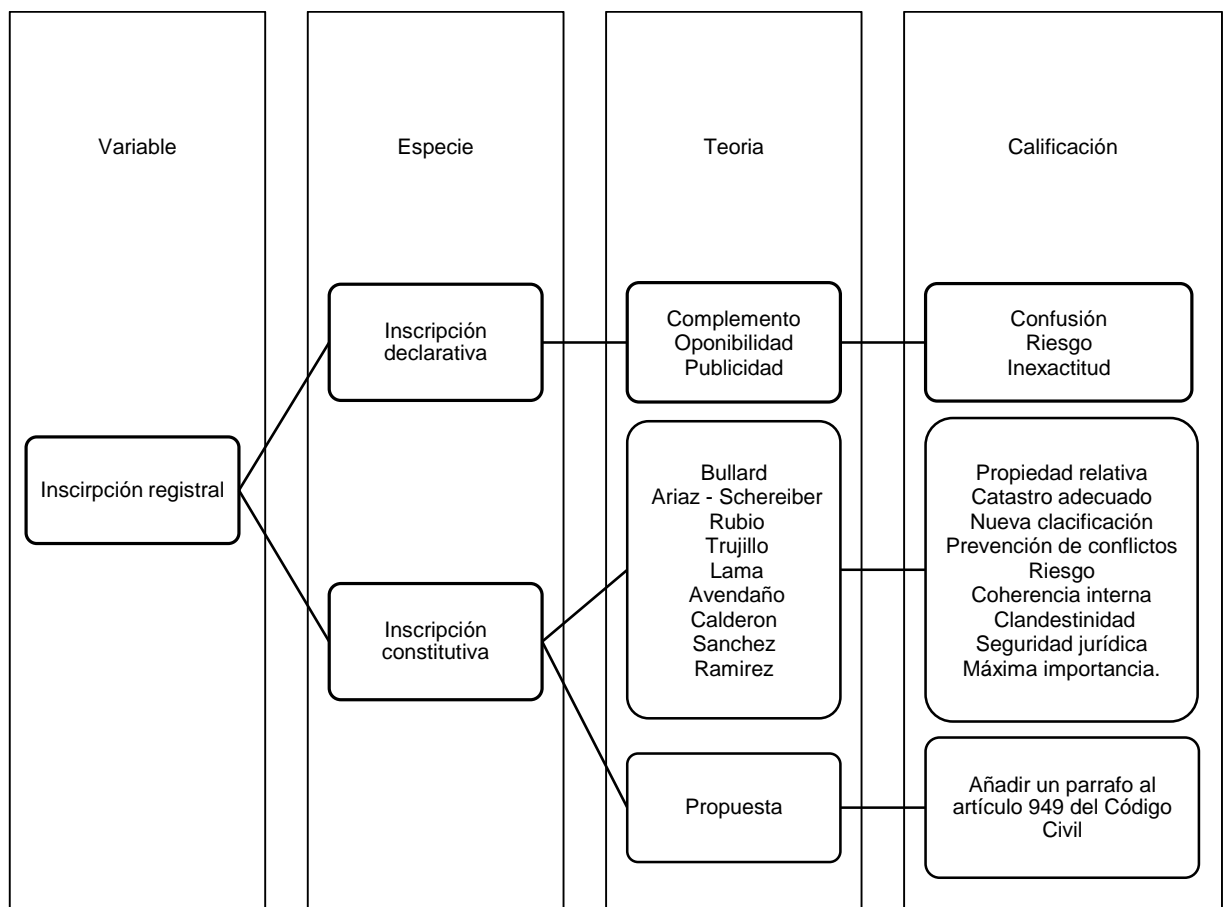 Variable
Especie
Teoria
Calificación
Inscirpción registral
Inscripción
declarativa
Complemento
Oponibilidad
Publicidad
Confusión
Riesgo
Inexactitud
Inscripción
constitutiva
Bullard
Ariaz - Schereiber
Rubio
Trujillo
Lama
Avendaño
Calderon
Sanchez
Ramirez
Propiedad relativa
Catastro adecuado
Nueva clacificación
Prevención de conflictos
Riesgo
Coherencia interna
Clandestinidad
Seguridad jurídica
Máxima importancia.
Propuesta
Añadir un parrafo al
artículo 949 del Código
Civil